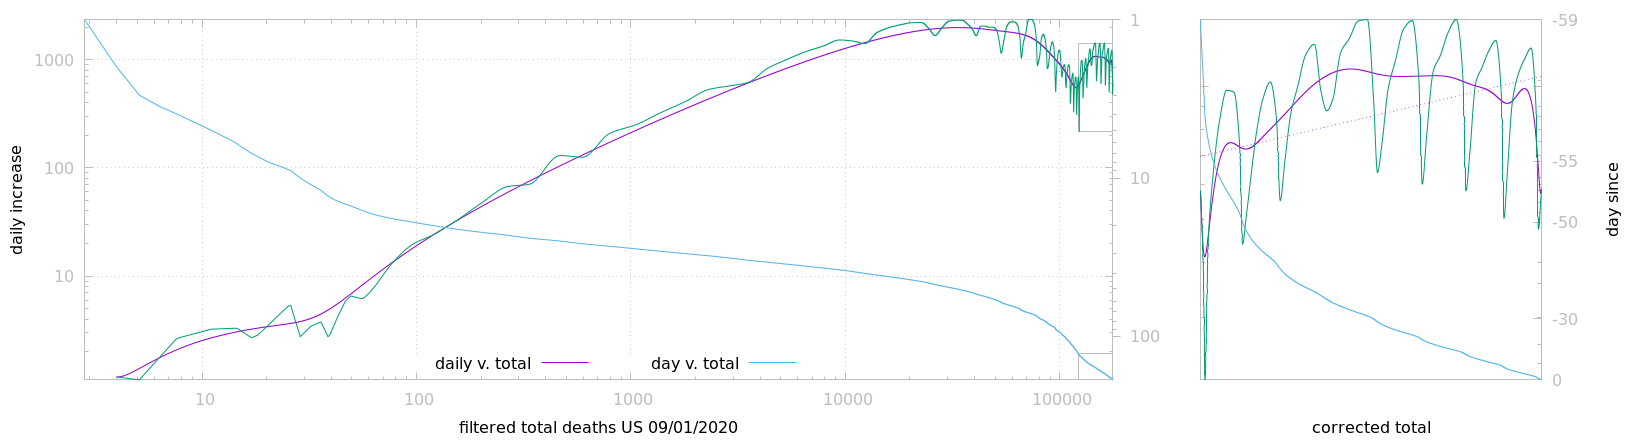 1 -59
1000
daily increase
100 10 -55
-50 day since
10
-30
100
daily v. total day v. total
0
10 100 1000 10000 100000
filtered total deaths US 09/01/2020 corrected total